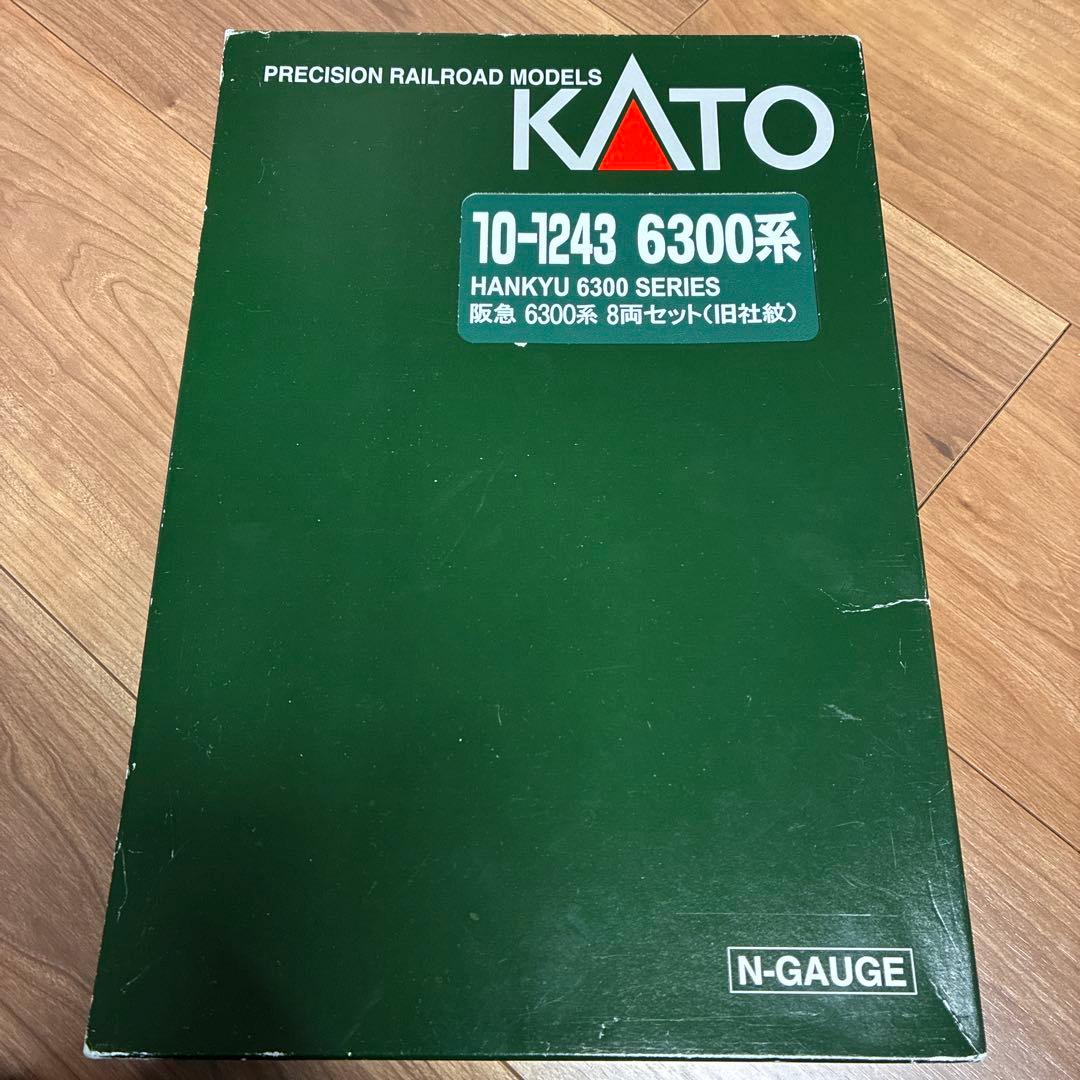 PRECISION RAILROAD MODELS
KATO
10-1243 6300系
HANKYU 6300 SERIES
阪急 6300系 8両セット(旧社紋)
N-GAUGE